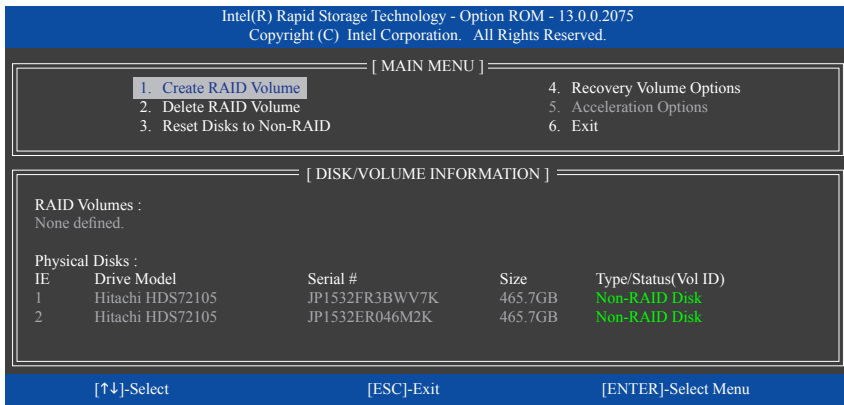 Intel(R) Rapid Storage Technology - Option ROM - 13.0.0.2075
Copyright (C) Intel Corporation. All Rights Reserved.
[ MAIN MENU ]
1. Create RAID Volume
2. Delete RAID Volume
3. Reset Disks to Non-RAID
4. Recovery Volume Options
5. Acceleration Options
6. Exit
[ DISK/VOLUME INFORMATION ]
RAID Volumes :
None defined.
Physical Disks :
IE Drive Model Serial # Size Type/Status(Vol ID)
1 Hitachi HDS72105 JP1532FR3BWV7K 465.7GB Non-RAID Disk
2 Hitachi HDS72105 JP1532ER046M2K 465.7GB Non-RAID Disk
[↑↓]-Select [ESC]-Exit [ENTER]-Select Menu